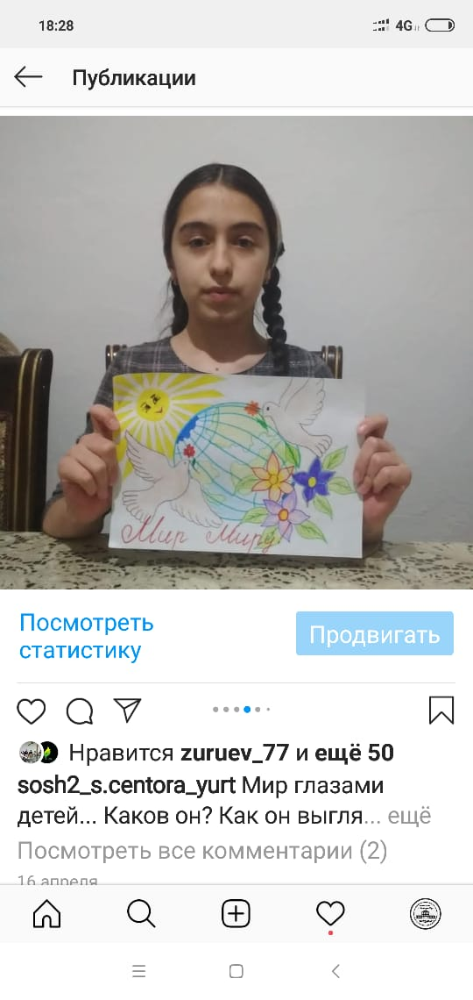 18:28
4G
Публикации
Мир Миру
Посмотреть
статистику
Продвигать
Нравится zuruev_77 и ещё 50
sosh2_s.centora_yurt Мир глазами
детей... Каков он? Как он выгля... ещё
Посмотреть все комментарии (2)
16 апреля